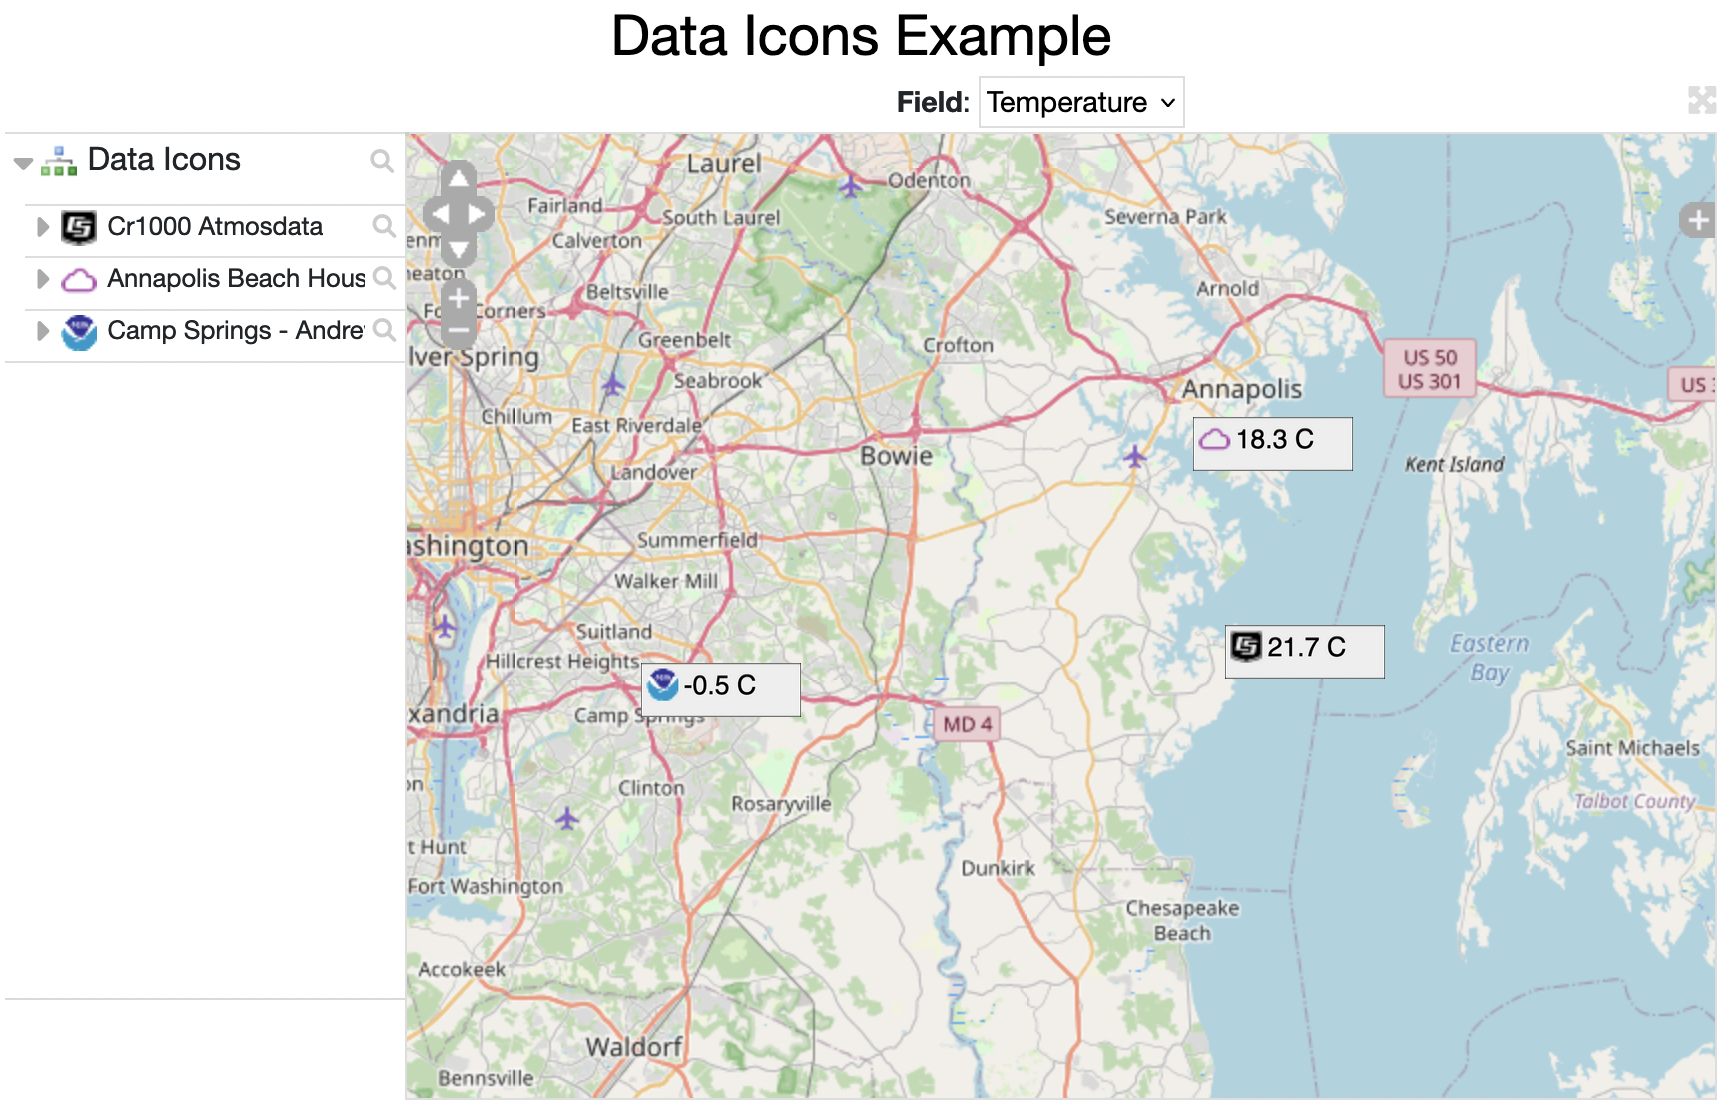 Data Icons Example
Field: Temperature
Data Icons
Cr1000 Atmosdata
Annapolis Beach Hous
Camp Springs - Andre
Laurel
Odenton
Fairland
South Laurel
Severna Park
Calverton
eaton
Beltsville
Arnold
Corners
Greenbelt
Crofton
lver Spring
US 50
US 301
Seabrook
Annapolis
US
Chillum
East Riverdale
18.3 C
Bowie
Kent Island
Landover
ashington
Summerfield
Walker Mill
Suitland
Eastern
Bay
21.7 C
Hillcrest Heights
-0.5 C
xandria
Camp Springs
MD 4
Saint Michaels
Clinton
Rosaryville
Talbot County
on
t Hunt
Dunkirk
Fort Washington
Chesapeake
Beach
Accokeek
Waldorf
Bennsville